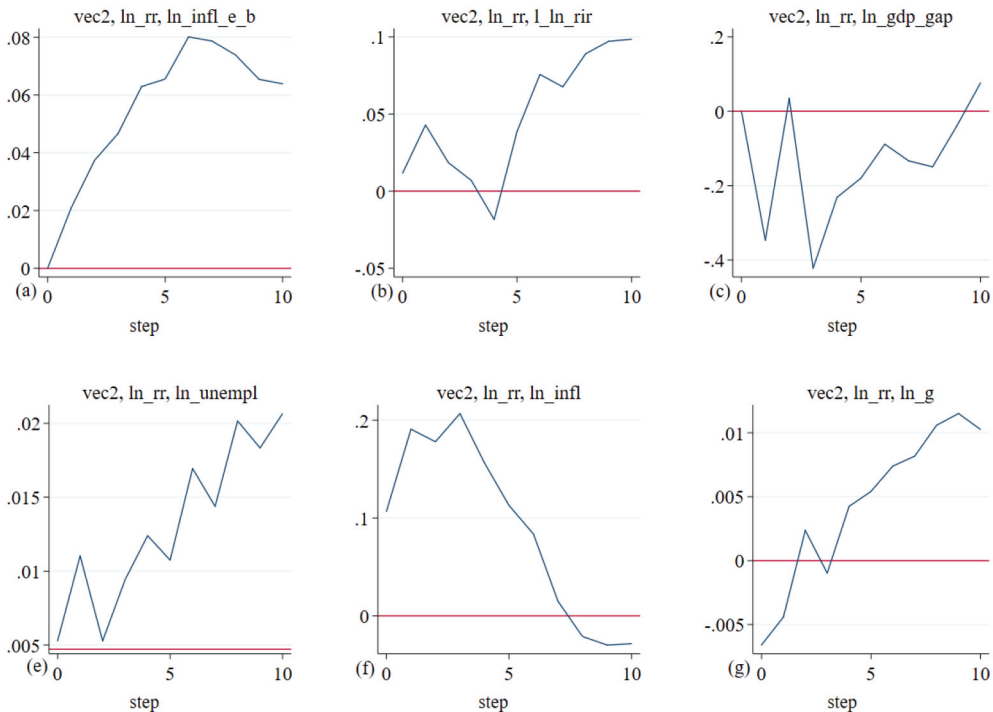 vec2, ln_rr, ln_infl_e_b
.08
.06
.04
.02
0
(a)
0
5
10
step
vec2, ln_rr, l_ln_rir
.1
.05
0
-.05
(b)
0
5
10
step
vec2, ln_rr, ln_gdp_gap
.2
0
-.2
-.4
(c)
0
5
10
step
vec2, ln_rr, ln_unempl
.02
.015
.01
.005
(e)
0
5
10
step
vec2, ln_rr, ln_infl
.2
.1
0
(f)
0
5
10
step
vec2, ln_rr, ln_g
.01
.005
0
-.005
(g)
0
5
10
step